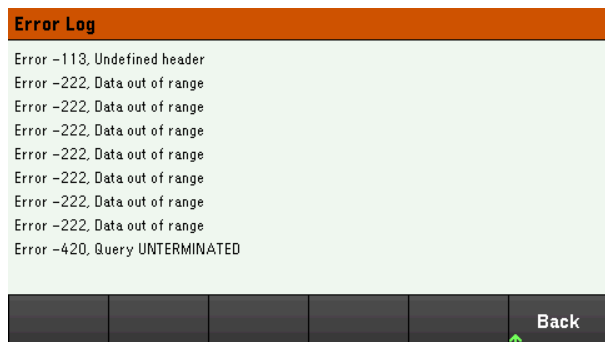 Error Log
Error -113, Undefined header
Error -222, Data out of range
Error -222, Data out of range
Error -222, Data out of range
Error -222, Data out of range
Error -222, Data out of range
Error -222, Data out of range
Error -222, Data out of range
Error -420, Query UNTERMINATED
Back